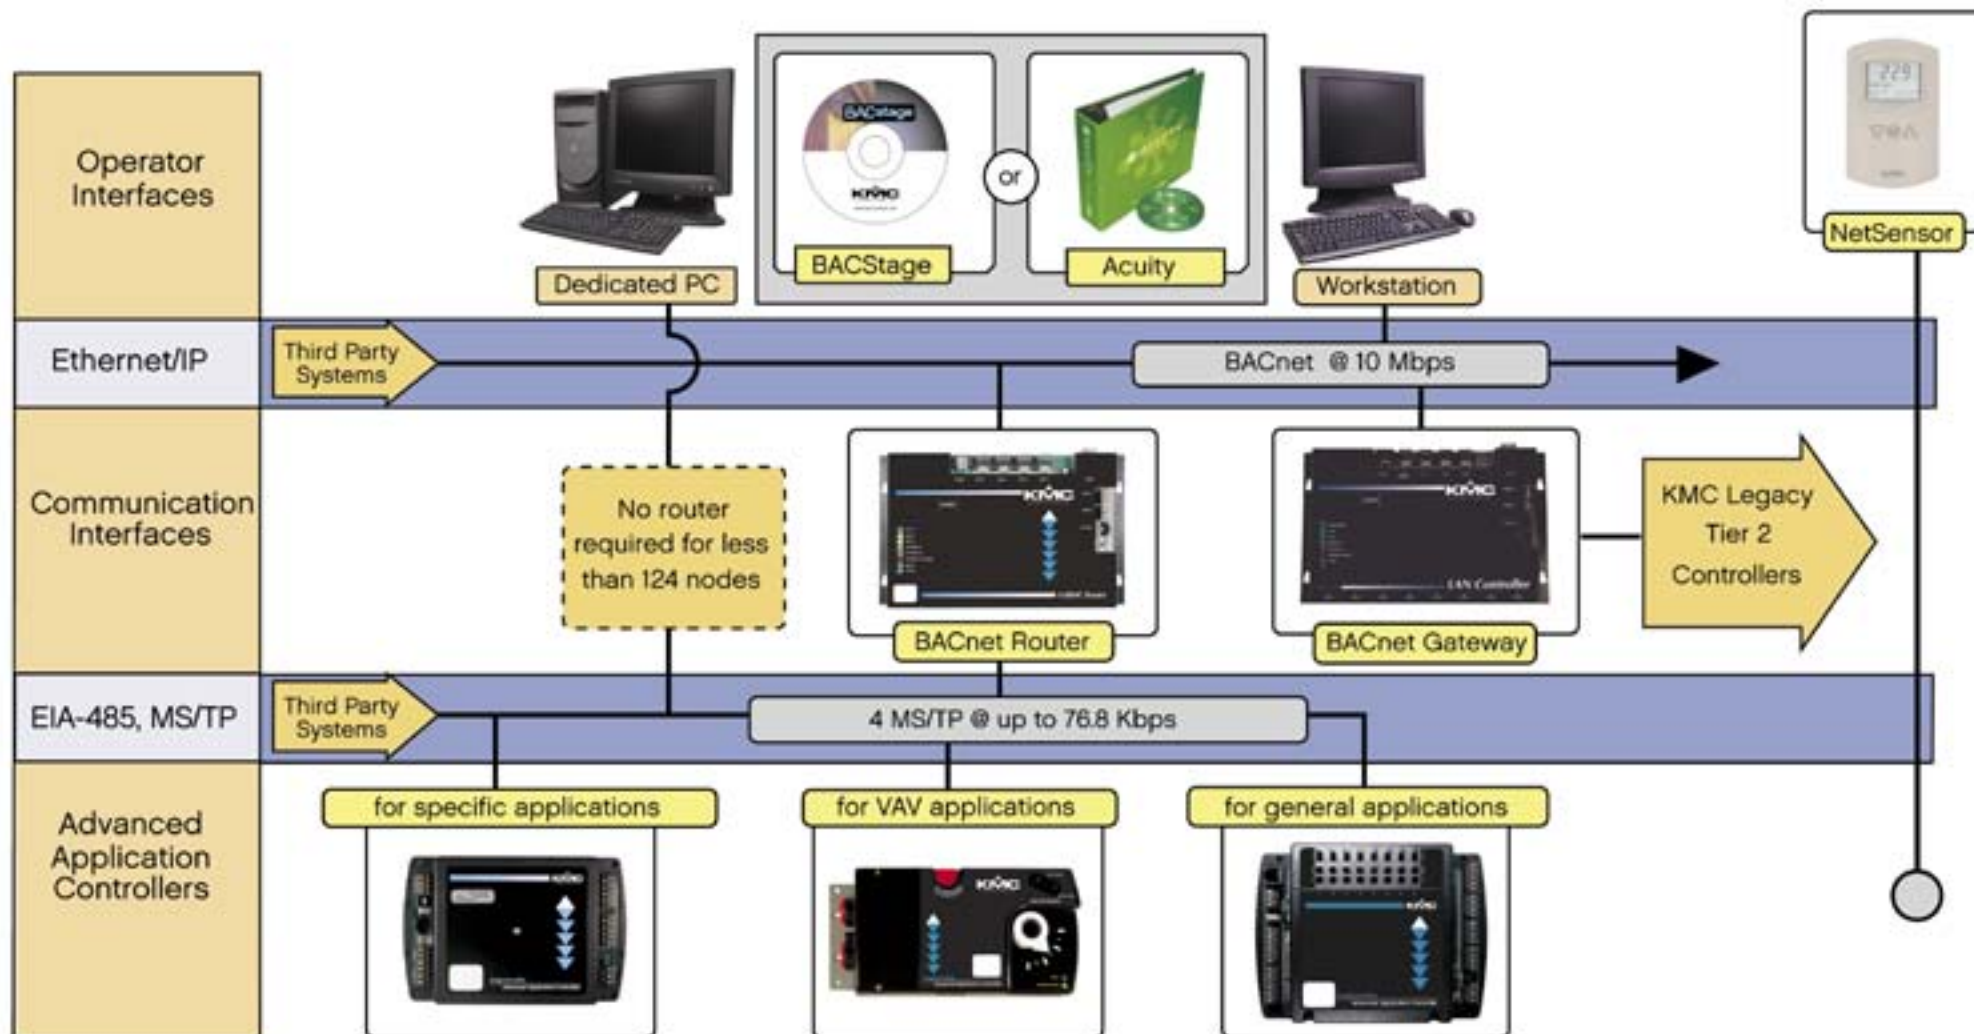 Operator
Interfaces
BACstage
KMC
or
BACStage
Acuity
229
NetSensor
Dedicated PC
Workstation
Ethernet/IP
Third Party
Systems
BACnet @ 10 Mbps
Communication
Interfaces
No router
required for less
than 124 nodes
KMC
BACnet Router
KMC
LAN Controller
BACnet Gateway
KMC Legacy
Tier 2
Controllers
EIA-485, MS/TP
Third Party
Systems
4 MS/TP @ up to 76.8 Kbps
Advanced
Application
Controllers
for specific applications
for VAV applications
for general applications
KMC
KMC
KMC